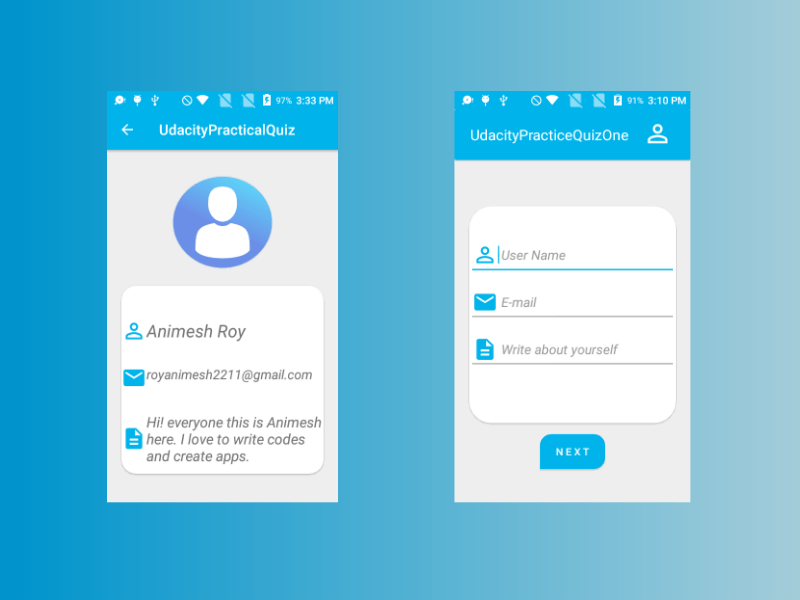 97% 3:33 PM
UdacityPracticalQuiz
Animesh Roy
royanimesh2211@gmail.com
Hi! everyone this is Animesh
here. I love to write codes
and create apps.
91% 3:10 PM
UdacityPracticeQuizOne
User Name
E-mail
Write about yourself
NEXT